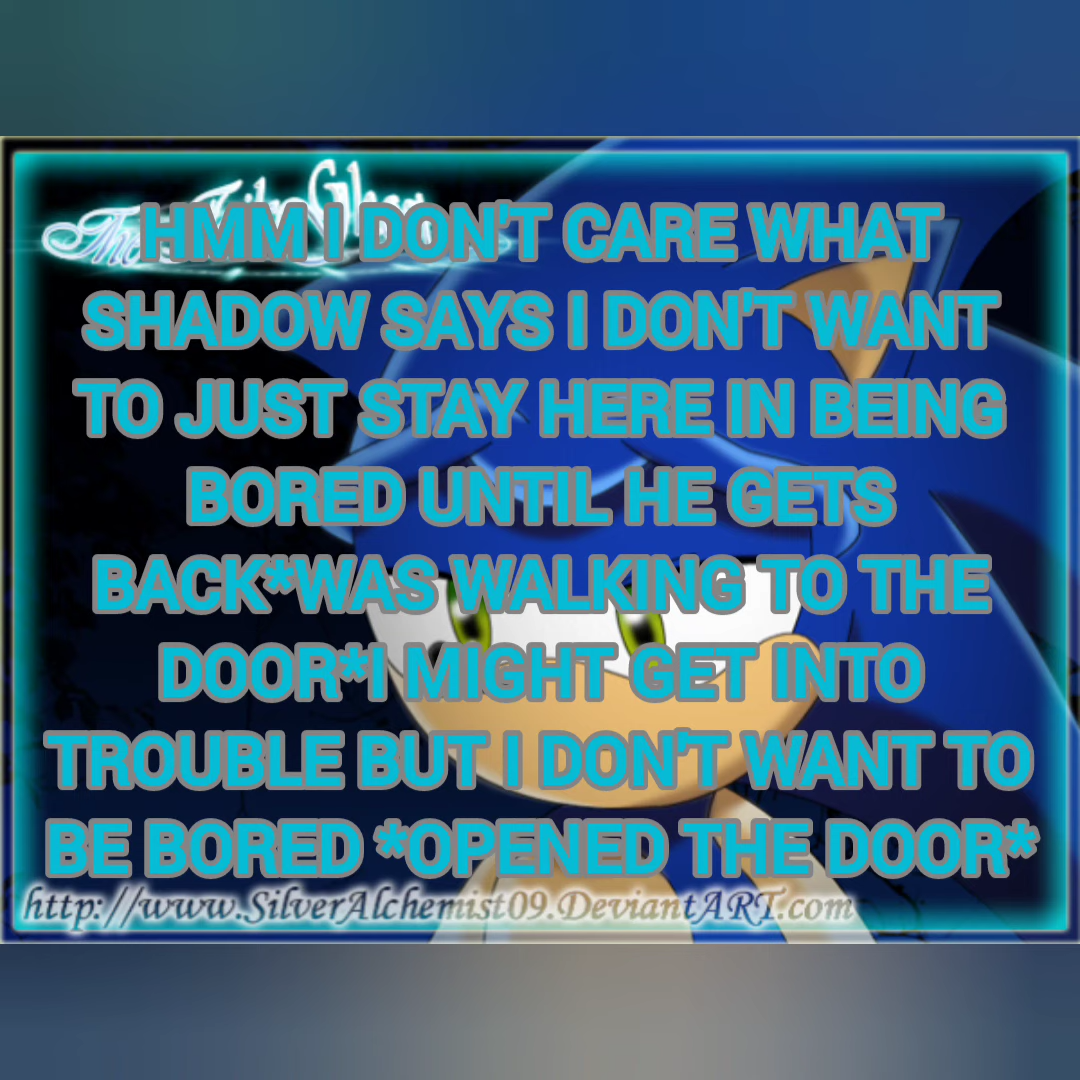 The
HMM I DON'T CARE WHAT
SHADOW SAYS I DON'T WANT
TO JUST STAY HERE IN BEING
BORED UNTIL HE GETS
BACK*WAS WALKING TO THE
DOOR*I MIGHT GET INTO
TROUBLE BUT I DON'T WANT TO
BE BORED *OPENED THE DOOR*
http://www.SilverAlchemist09.DeviantART.com